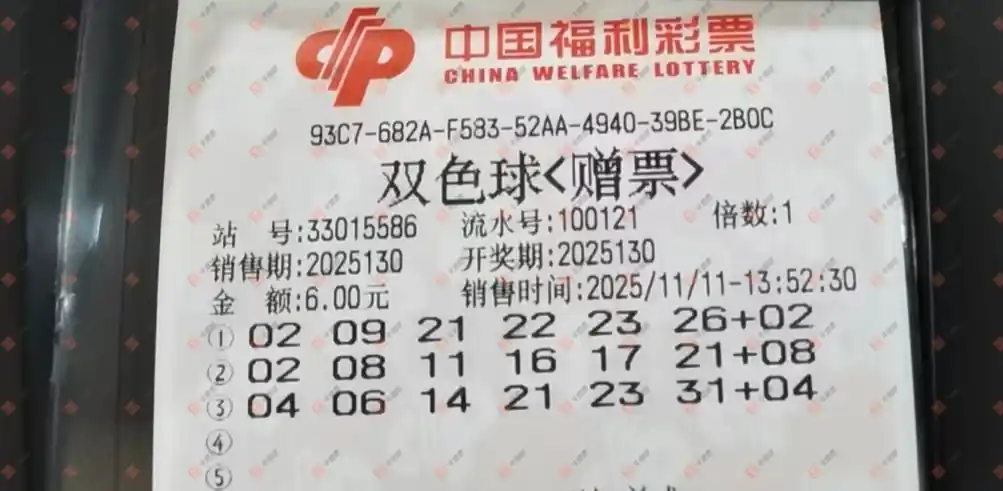 中国福利彩票
CHINA WELFARE LOTTERY
93C7-682A-F583-52AA-4940-39BE-2B0C
双色球<赠票>
站 号:33015586 流水号:100121 倍数:1
销售期:2025130 开奖期:2025130
金 额:6.00元 销售时间:2025/11/11-13:52:30
① 02 09 21 22 23 26+02
② 02 08 11 16 17 21+08
③ 04 06 14 21 23 31+04
④
⑤